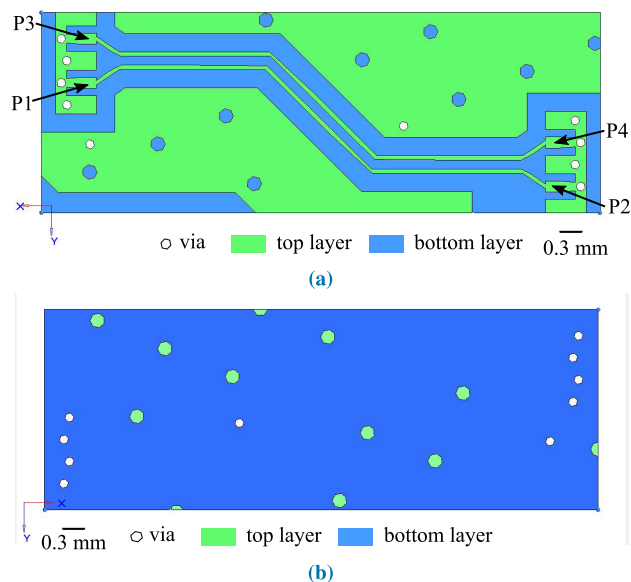 P3
P1
P4
P2
X
Y
via
top layer
bottom layer
0.3 mm
(a)
X
Y
0.3 mm
via
top layer
bottom layer
(b)